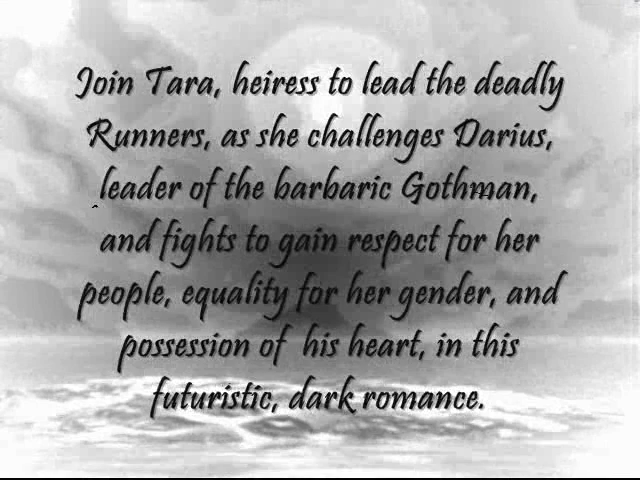 Join Tara, heiress to lead the deadly
Runners, as she challenges Darius,
leader of the barbaric Gothman,
and fights to gain respect for her
people, equality for her gender, and
possession of his heart, in this
futuristic, dark romance.